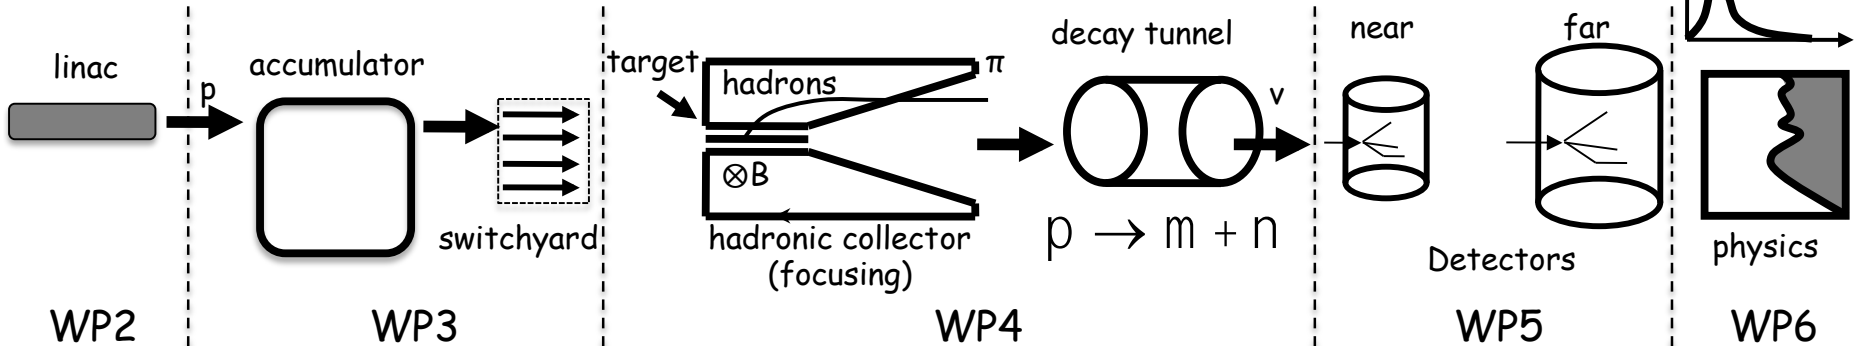 linac
p
accumulator
switchyard
target
hadrons
π
⊗B
hadronic collector
(focusing)
decay tunnel
ν
p → m + n
near
far
Detectors
physics
WP2
WP3
WP4
WP5
WP6